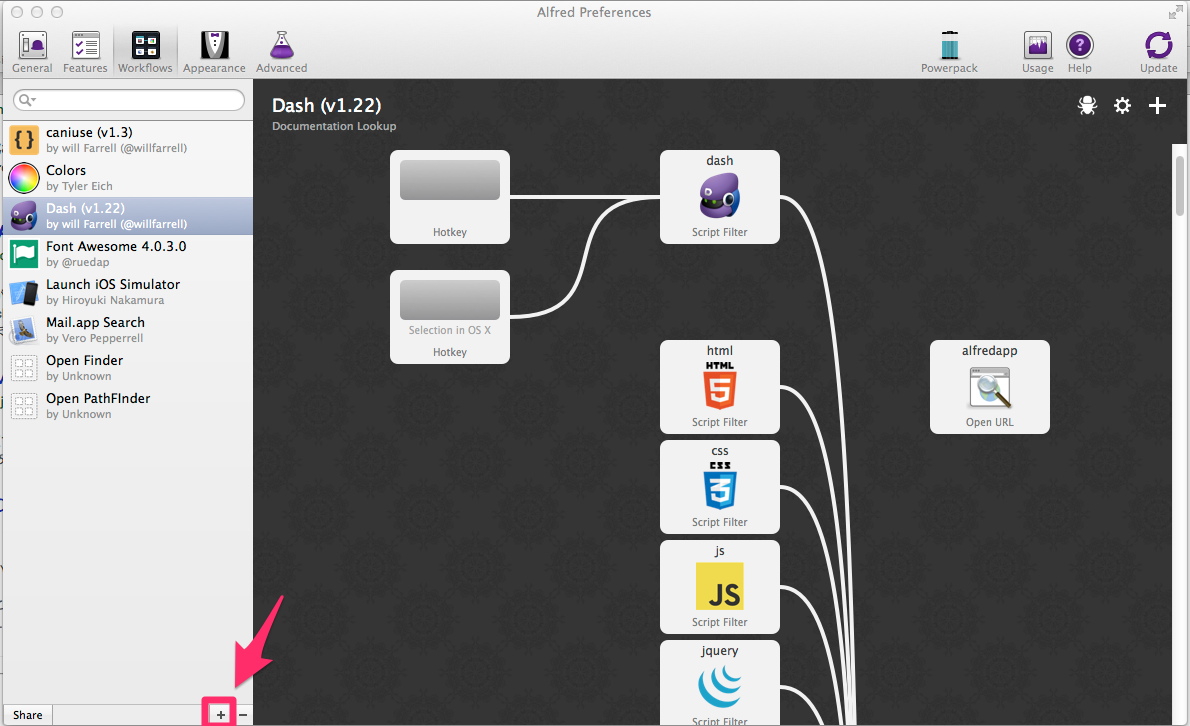 Alfred Preferences
General
Features
Workflows
Appearance
Advanced
Powerpack
Usage
Help
Update
caniuse (v1.3)
by will Farrell (@willfarrell)
Colors
by Tyler Eich
Dash (v1.22)
by will Farrell (@willfarrell)
Font Awesome 4.0.3.0
by @ruedap
Launch iOS Simulator
by Hiroyuki Nakamura
Mail.app Search
by Vero Pepperrell
Open Finder
by Unknown
Open PathFInder
by Unknown
Share
Dash (v1.22)
Documentation Lookup
Hotkey
Selection in OS X
Hotkey
dash
Script Filter
html
HTML
5
Script Filter
css
CSS
3
Script Filter
js
JS
Script Filter
jquery
Script Filter
alfredapp
Open URL